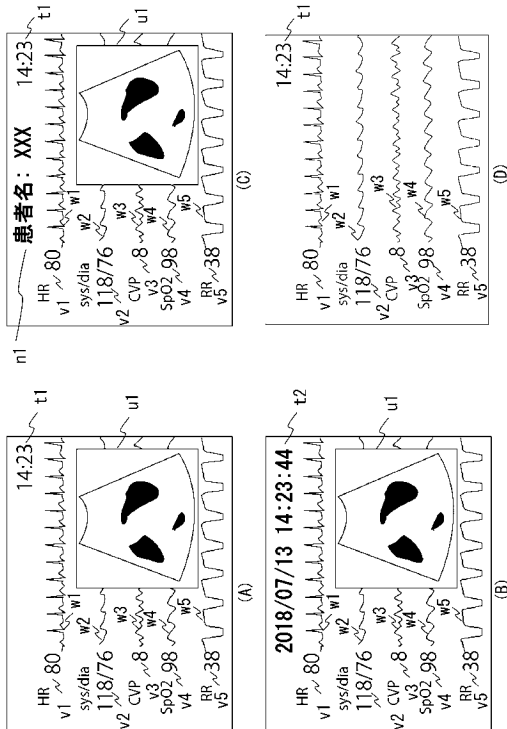 t1
14:23
HR
v1 80
w1
sys/dia
w2
118/76
v2
u1
CVP 8
v3
w3
SpO2 98
v4
w4
RR 38
v5
w5
(A)
n1
患者名: XXX
t1
14:23
HR
v1 80
w1
sys/dia
w2
118/76
v2
u1
CVP 8
v3
w3
SpO2 98
v4
w4
RR 38
v5
w5
(C)
t2
2018/07/13 14:23:44
HR
v1 80
w1
sys/dia
w2
118/76
v2
u1
CVP 8
v3
w3
SpO2 98
v4
w4
RR 38
v5
w5
(B)
t1
14:23
HR
v1 80
w1
sys/dia
w2
118/76
v2
CVP 8
v3
w3
SpO2 98
v4
w4
RR 38
v5
w5
(D)